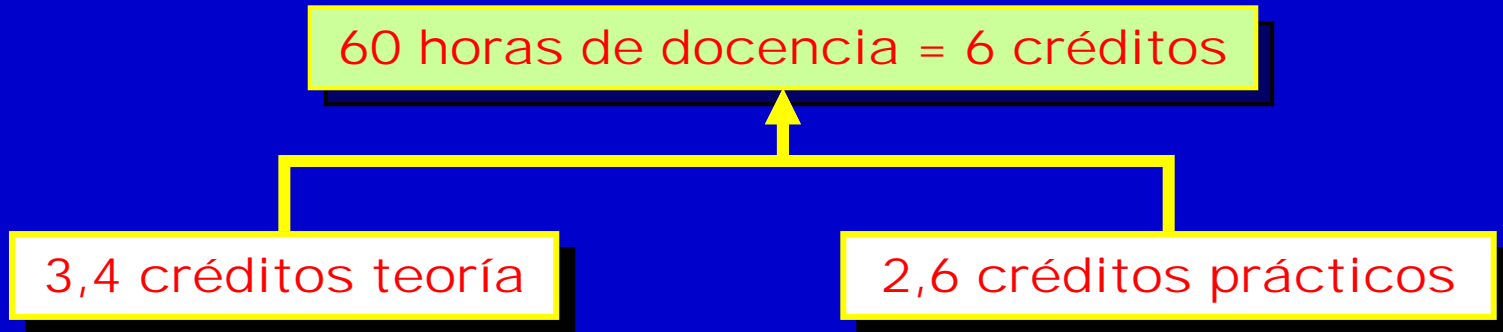 60 horas de docencia = 6 créditos
3,4 créditos teoría
2,6 créditos prácticos